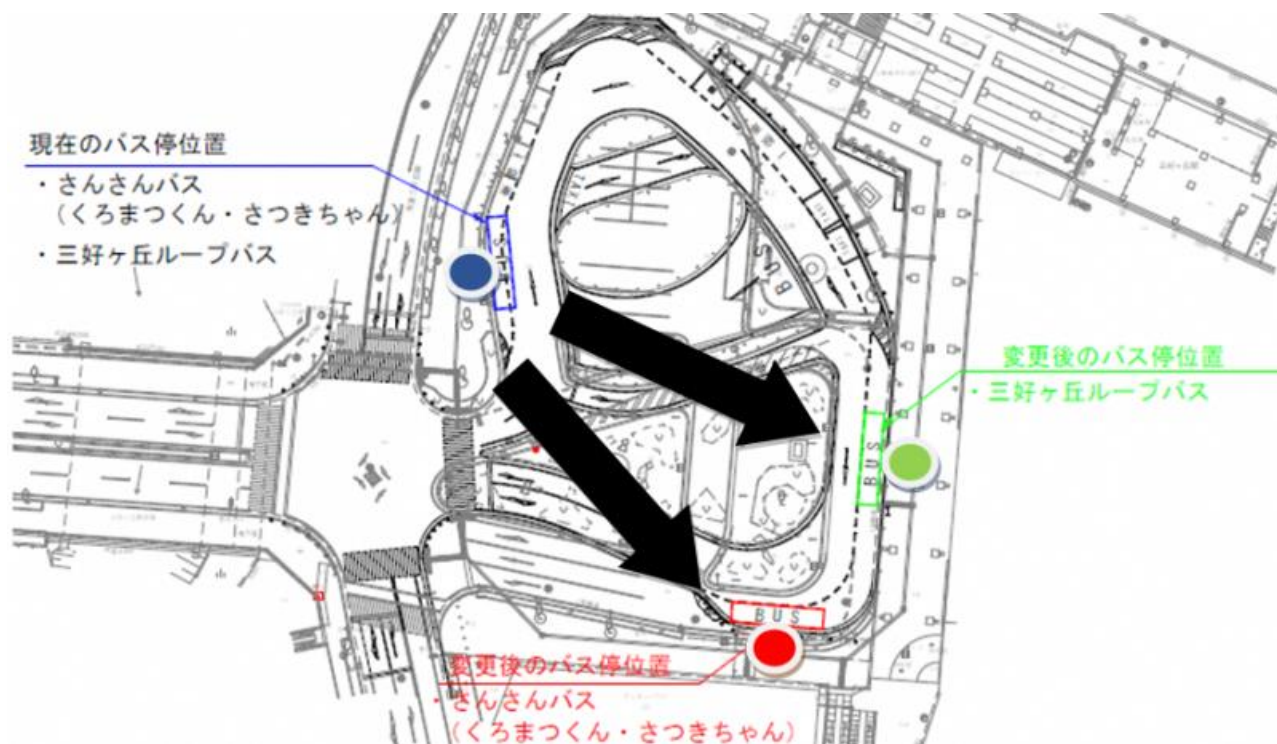 現在のバス停位置
・さんさんバス
(くろまつくん・さつきちゃん)
・三好ヶ丘ループバス
BUS
変更後のバス停位置
・三好ヶ丘ループバス
BUS
BUS
変更後のバス停位置
・さんさんバス
(くろまつくん・さつきちゃん)